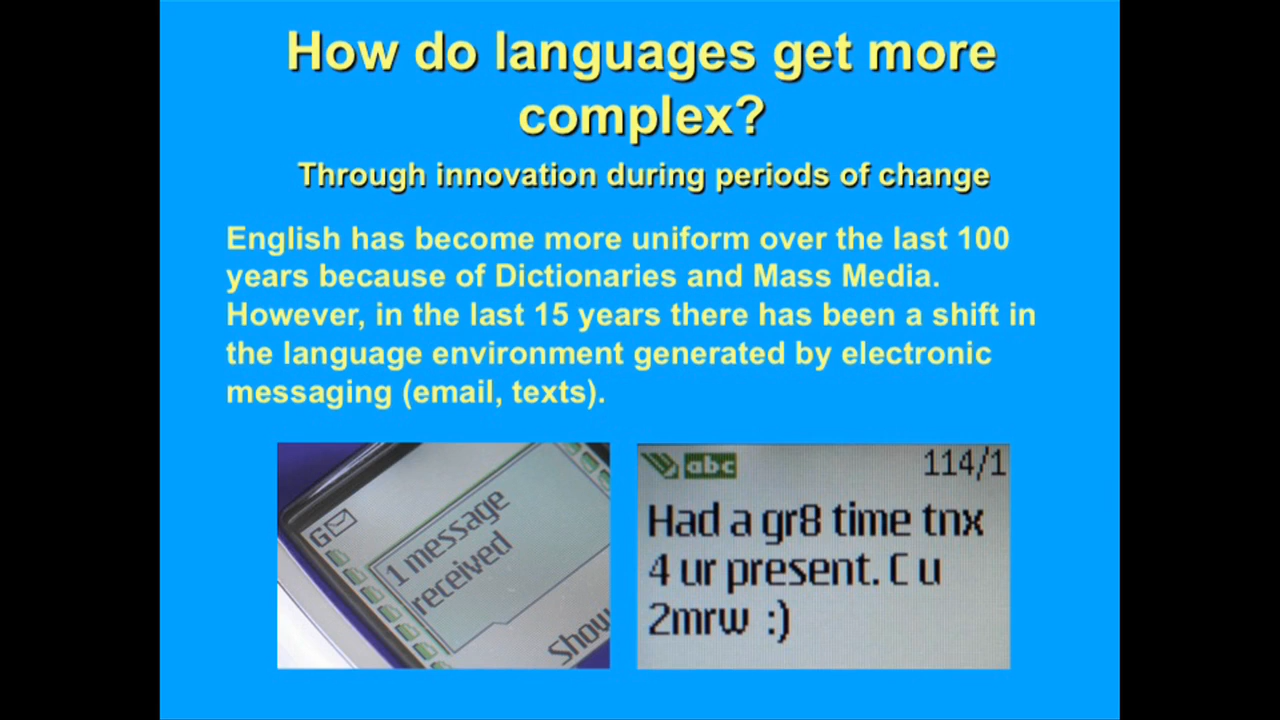 How do languages get more
complex?
Through innovation during periods of change
English has become more uniform over the last 100
years because of Dictionaries and Mass Media.
However, in the last 15 years there has been a shift in
the language environment generated by electronic
messaging (email, texts).
G
1 message
received
Show
abc 114/1
Had a gr8 time tnx
4 ur present. C u
2mrw :)